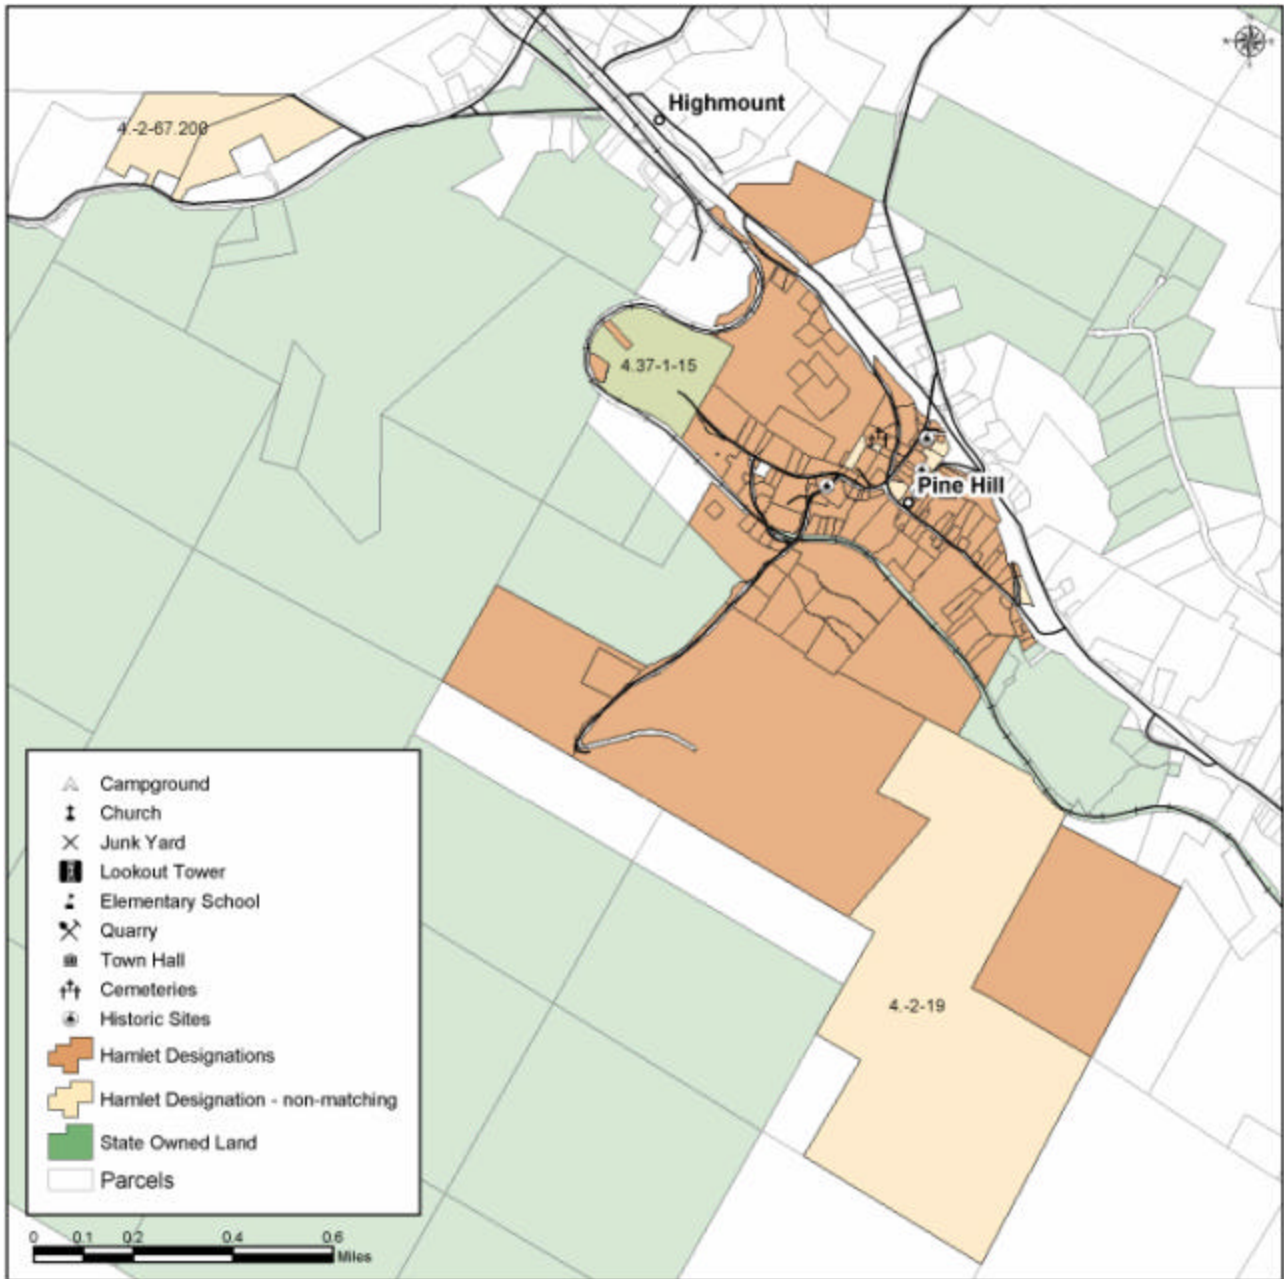 Highmount
4.-2-67.200
4.37-1-15
Pine Hill
4.-2-19
Campground
Church
Junk Yard
Lookout Tower
Elementary School
Quarry
Town Hall
Cemeteries
Historic Sites
Hamlet Designations
Hamlet Designation - non-matching
State Owned Land
Parcels
0 0.1 0.2 0.4 0.6
Miles